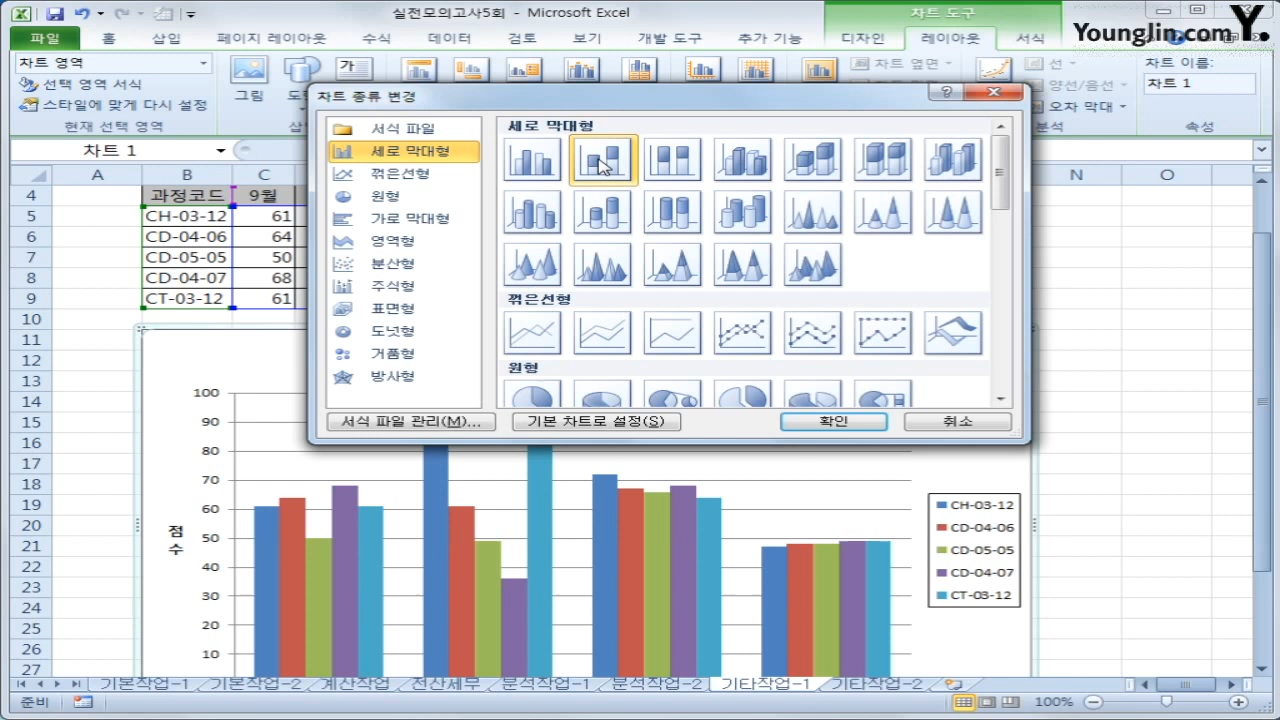 실전모의고사5회 - Microsoft Excel
차트 도구
YoungJin.com Y.
파일 홈 삽입 페이지 레이아웃 수식 데이터 검토 보기 개발 도구 추가 기능 디자인 레이아웃 서식
차트 영역
선택 영역 서식
스타일에 맞게 다시 설정
현재 선택 영역
그림
차트 옆면
선
양선/음선
오차 막대
분석
차트 이름:
차트 1
속성
차트 1
차트 종류 변경
서식 파일
세로 막대형
꺾은선형
원형
가로 막대형
영역형
분산형
주식형
표면형
도넛형
거품형
방사형
세로 막대형
꺾은선형
원형
서식 파일 관리(M)...
기본 차트로 설정(S)
확인
취소
A B C N O
4 과정코드 9월
5 CH-03-12 61
6 CD-04-06 64
7 CD-05-05 50
8 CD-04-07 68
9 CT-03-12 61
10
11
12
13
14
15
16
17
18
19
20
21
22
23
24
25
26
27
100
90
80
70
60
50
40
30
20
10
점수
CH-03-12
CD-04-06
CD-05-05
CD-04-07
CT-03-12
기본작업-1 기본작업-2 계산작업 전산세무 분석작업-1 분석작업-2 기타작업-1 기타작업-2
준비
100%